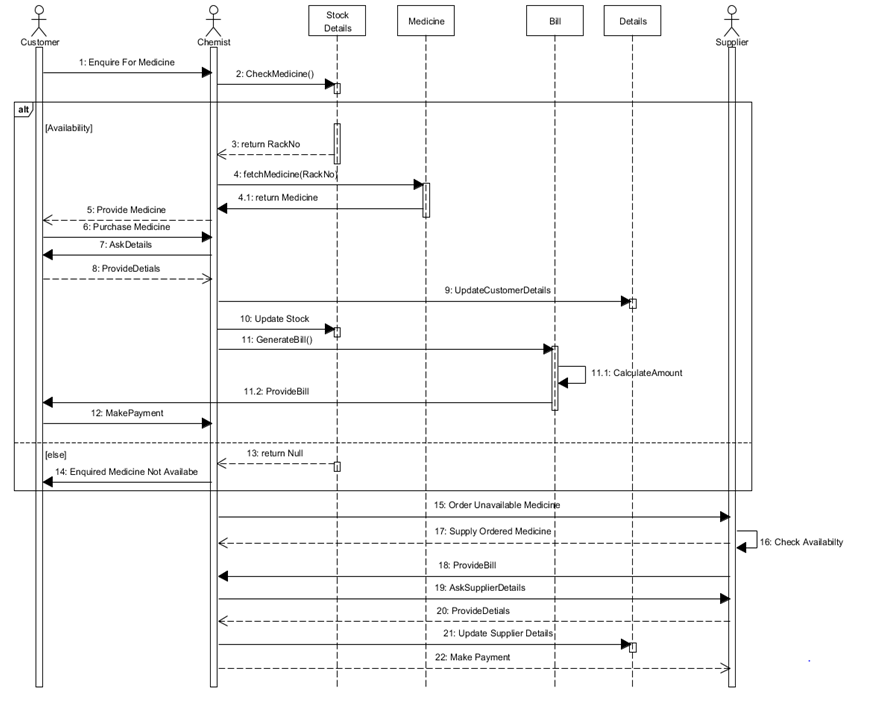 Stock
Details
Medicine
Bill
Details
Customer
Chemist
Supplier
1: Enquire For Medicine
2: CheckMedicine()
alt
[Availability]
3: return RackNo
4: fetchMedicine(RackNo)
4.1: return Medicine
5: Provide Medicine
6: Purchase Medicine
7: AskDetails
8: ProvideDetials
9: UpdateCustomerDetails
10: Update Stock
11: GenerateBill()
11.1: CalculateAmount
11.2: ProvideBill
12: MakePayment
[else]
13: return Null
14: Enquired Medicine Not Availabe
15: Order Unavailable Medicine
17: Supply Ordered Medicine
16: Check Availabilty
18: ProvideBill
19: AskSupplierDetails
20: ProvideDetials
21: Update Supplier Details
22: Make Payment